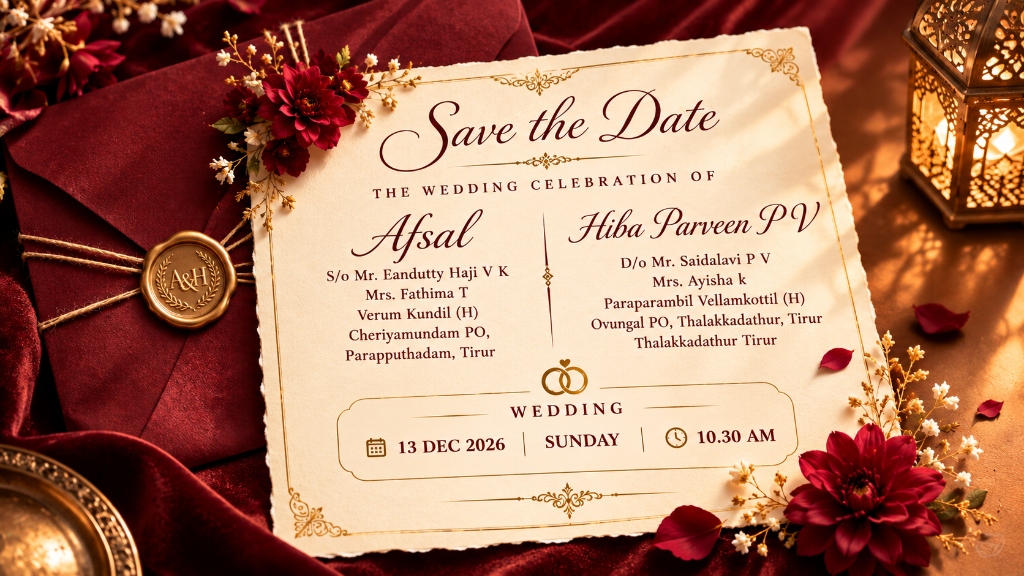 A&H
Save the Date
THE WEDDING CELEBRATION OF
Afsal
S/o Mr. Eandutty Haji V K
Mrs. Fathima T
Verum Kundil (H)
Cheriyamundam PO,
Parapputhadam, Tirur
Hiba Parveen P V
D/o Mr. Saidalavi P V
Mrs. Ayisha k
Paraparambil Vellamkottil (H)
Ovungal PO, Thalakkadathur, Tirur
Thalakkadathur Tirur
WEDDING
13 DEC 2026 | SUNDAY | 10.30 AM